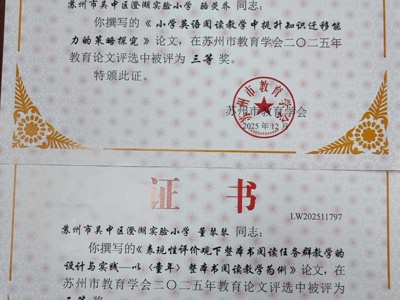 苏州市吴中区澄湖实验小学 骆灵乔 同志:
你撰写的《小学英语阅读教学中提升知识迁移能
力的策略探究》论文,在苏州市教育学会二〇二五年
教育论文评选中被评为 三等 奖。
特颁此证。
苏州市教育学会
2025年12月
证 书
LW202511797
苏州市吴中区澄湖实验小学 董琴琴 同志:
你撰写的《表现性评价观下整本书阅读任务群教学的
设计与实践—以〈童年〉整本书阅读教学为例》论文,在
苏州市教育学会二〇二五年教育论文评选中被评为
三等 奖